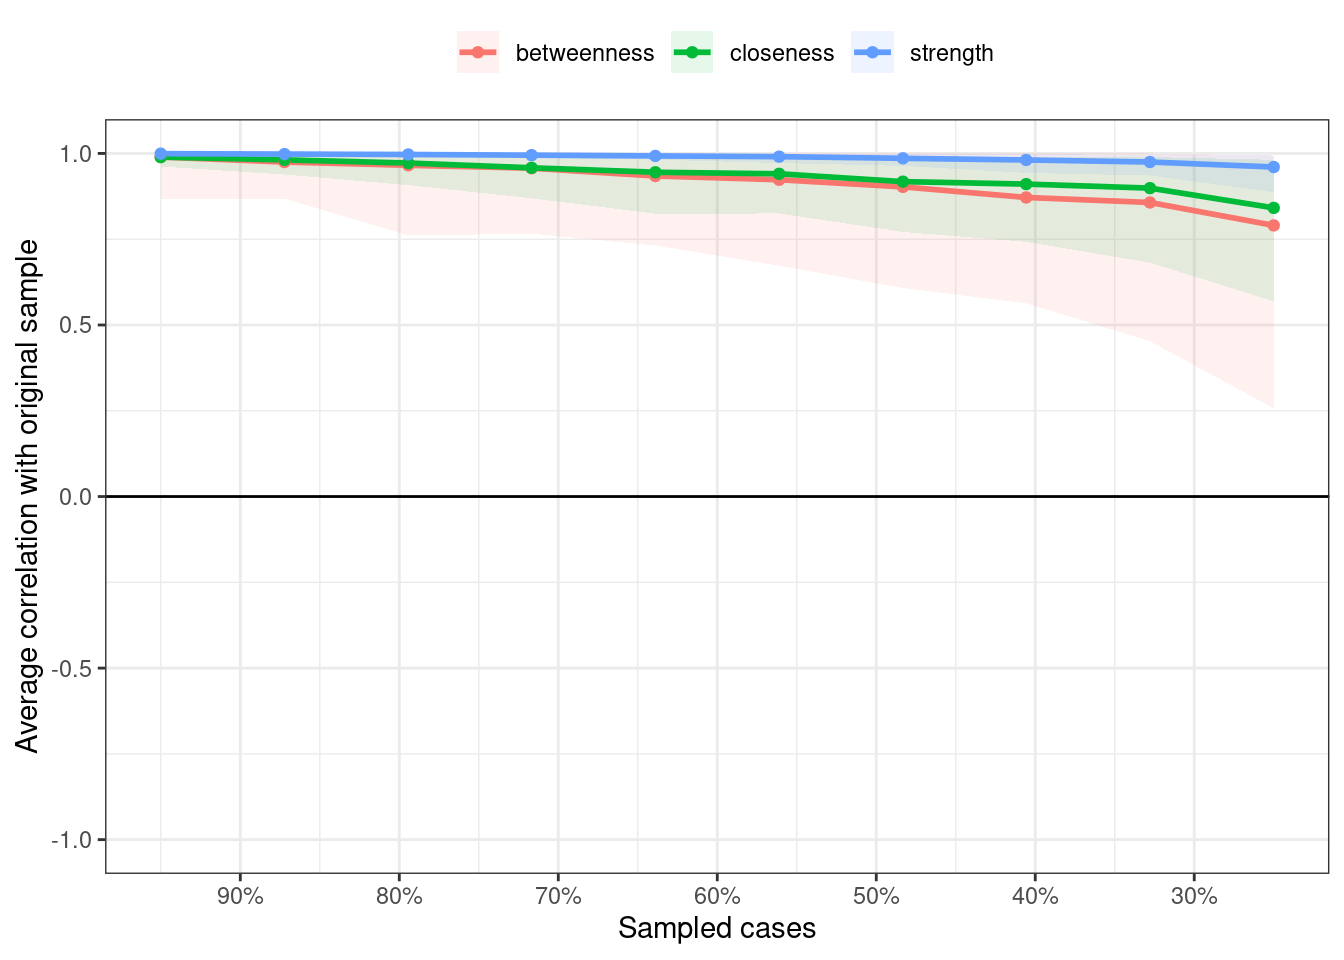 betweenness closeness strength
1.0
0.5
0.0
-0.5
-1.0
Average correlation with original sample
90% 80% 70% 60% 50% 40% 30%
Sampled cases